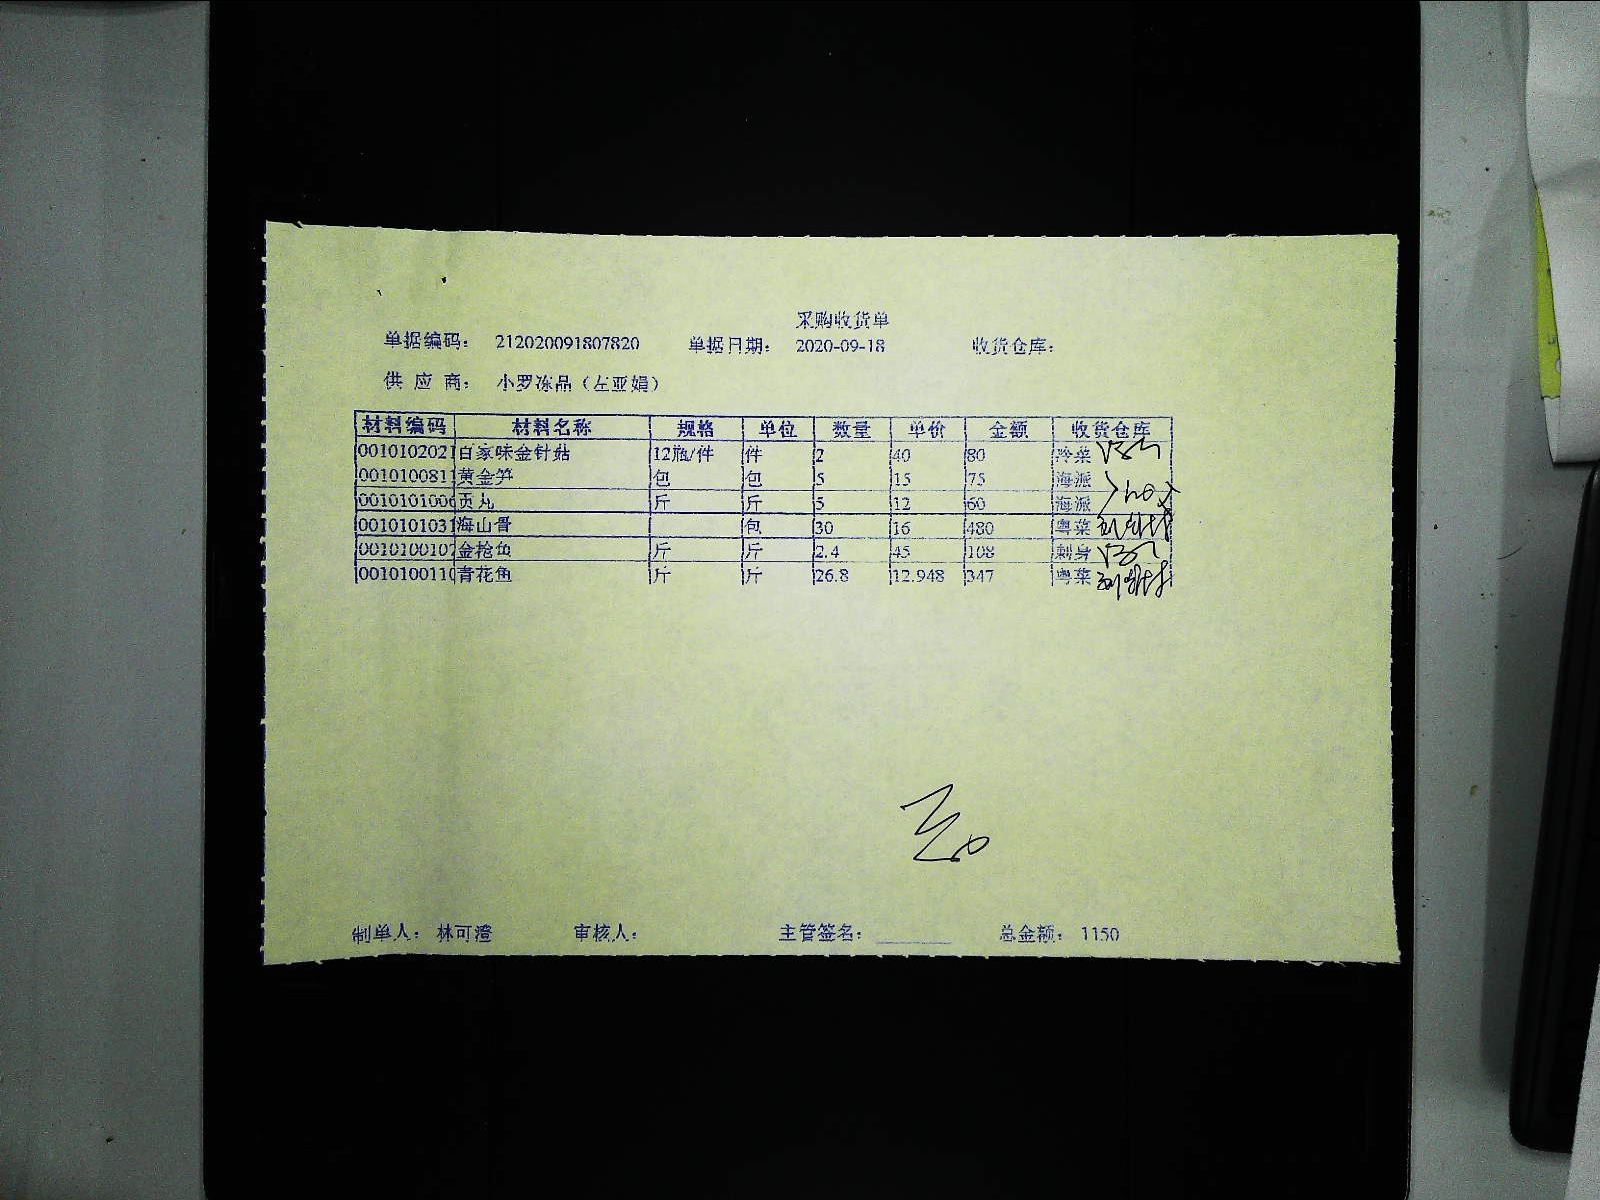 采购收货单
单据编码： 212020091807820 单据日期： 2020-09-18 收货仓库：
供 应 商： 小罗冻品（左亚娟）
材料编码 材料名称 规格 单位 数量 单价 金额 收货仓库
0010102021 百家味金针菇 12瓶/件 件 2 40 80 冷菜
001010081 黄金笋 包 包 5 15 75 海派
0010101006 贡丸 斤 斤 5 12 60 海派
0010101031 海山骨 包 30 16 480 粤菜
001010010 金枪鱼 斤 斤 2.4 45 108 刺身
0010100110 青花鱼 斤 斤 26.8 12.948 347 粤菜
制单人： 林可澄 审核人： 主管签名： 总金额： 1150